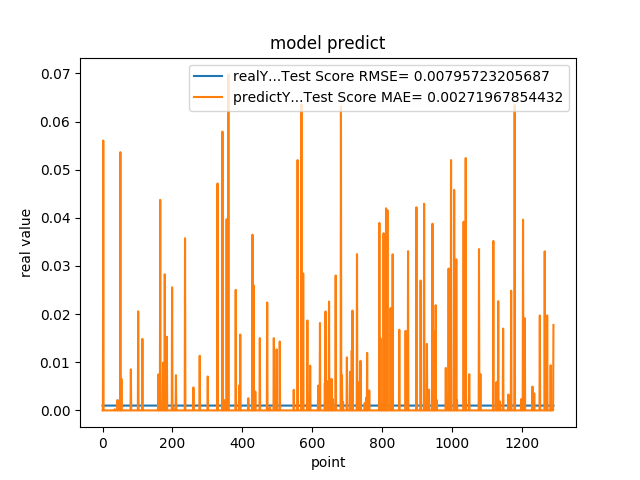 model predict
realY...Test Score RMSE= 0.00795723205687
predictY...Test Score MAE= 0.00271967854432
0.07
0.06
0.05
0.04
0.03
0.02
0.01
0.00
real value
0 200 400 600 800 1000 1200
point